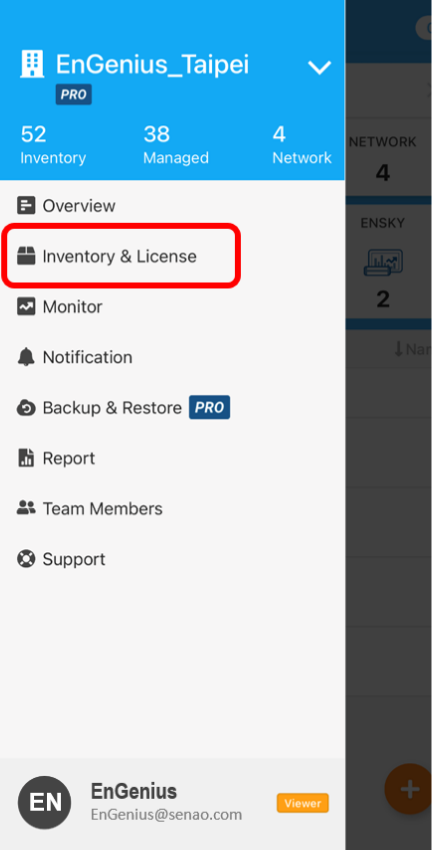 EnGenius_Taipei
PRO
52 38 4
Inventory Managed Network
Overview
Inventory & License
Monitor
Notification
Backup & Restore PRO
Report
Team Members
Support
EN
EnGenius
EnGenius@senao.com
Viewer
NETWORK
4
ENSKY
2